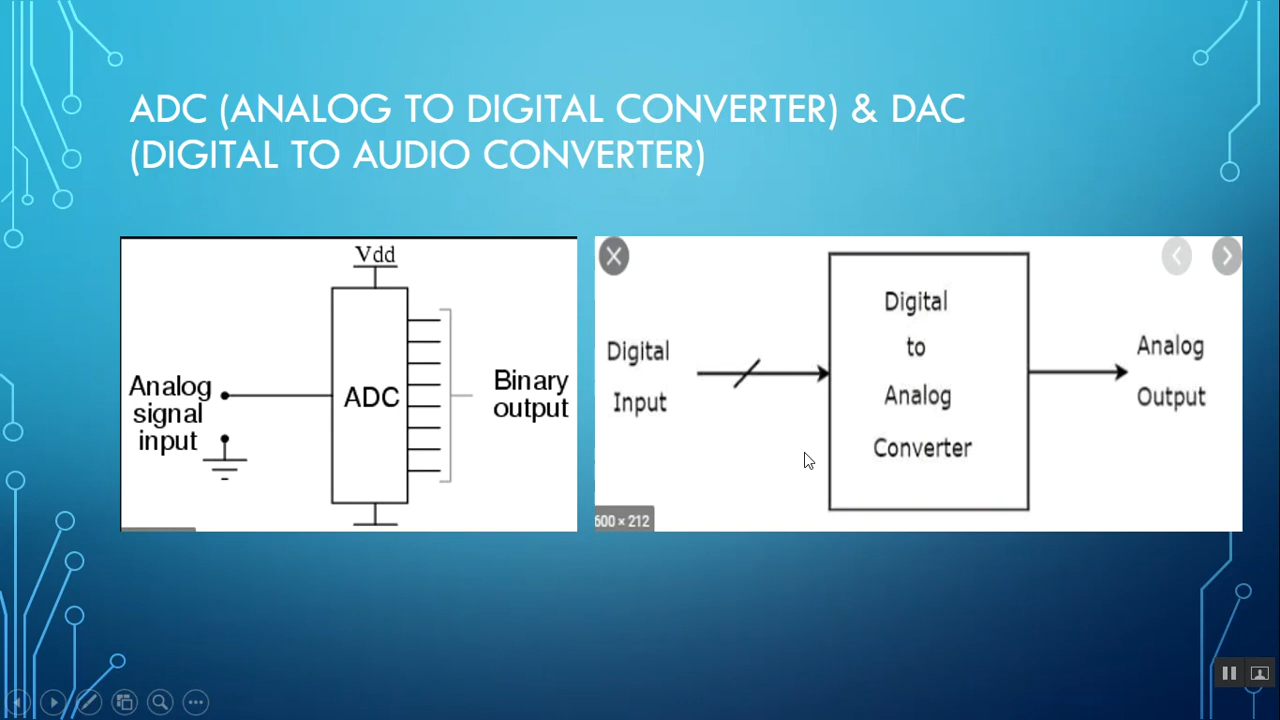 ADC (ANALOG TO DIGITAL CONVERTER) & DAC
(DIGITAL TO AUDIO CONVERTER)
Vdd
Analog
signal
input
ADC
Binary
output
Digital
Input
Digital
to
Analog
Converter
Analog
Output
600 × 212